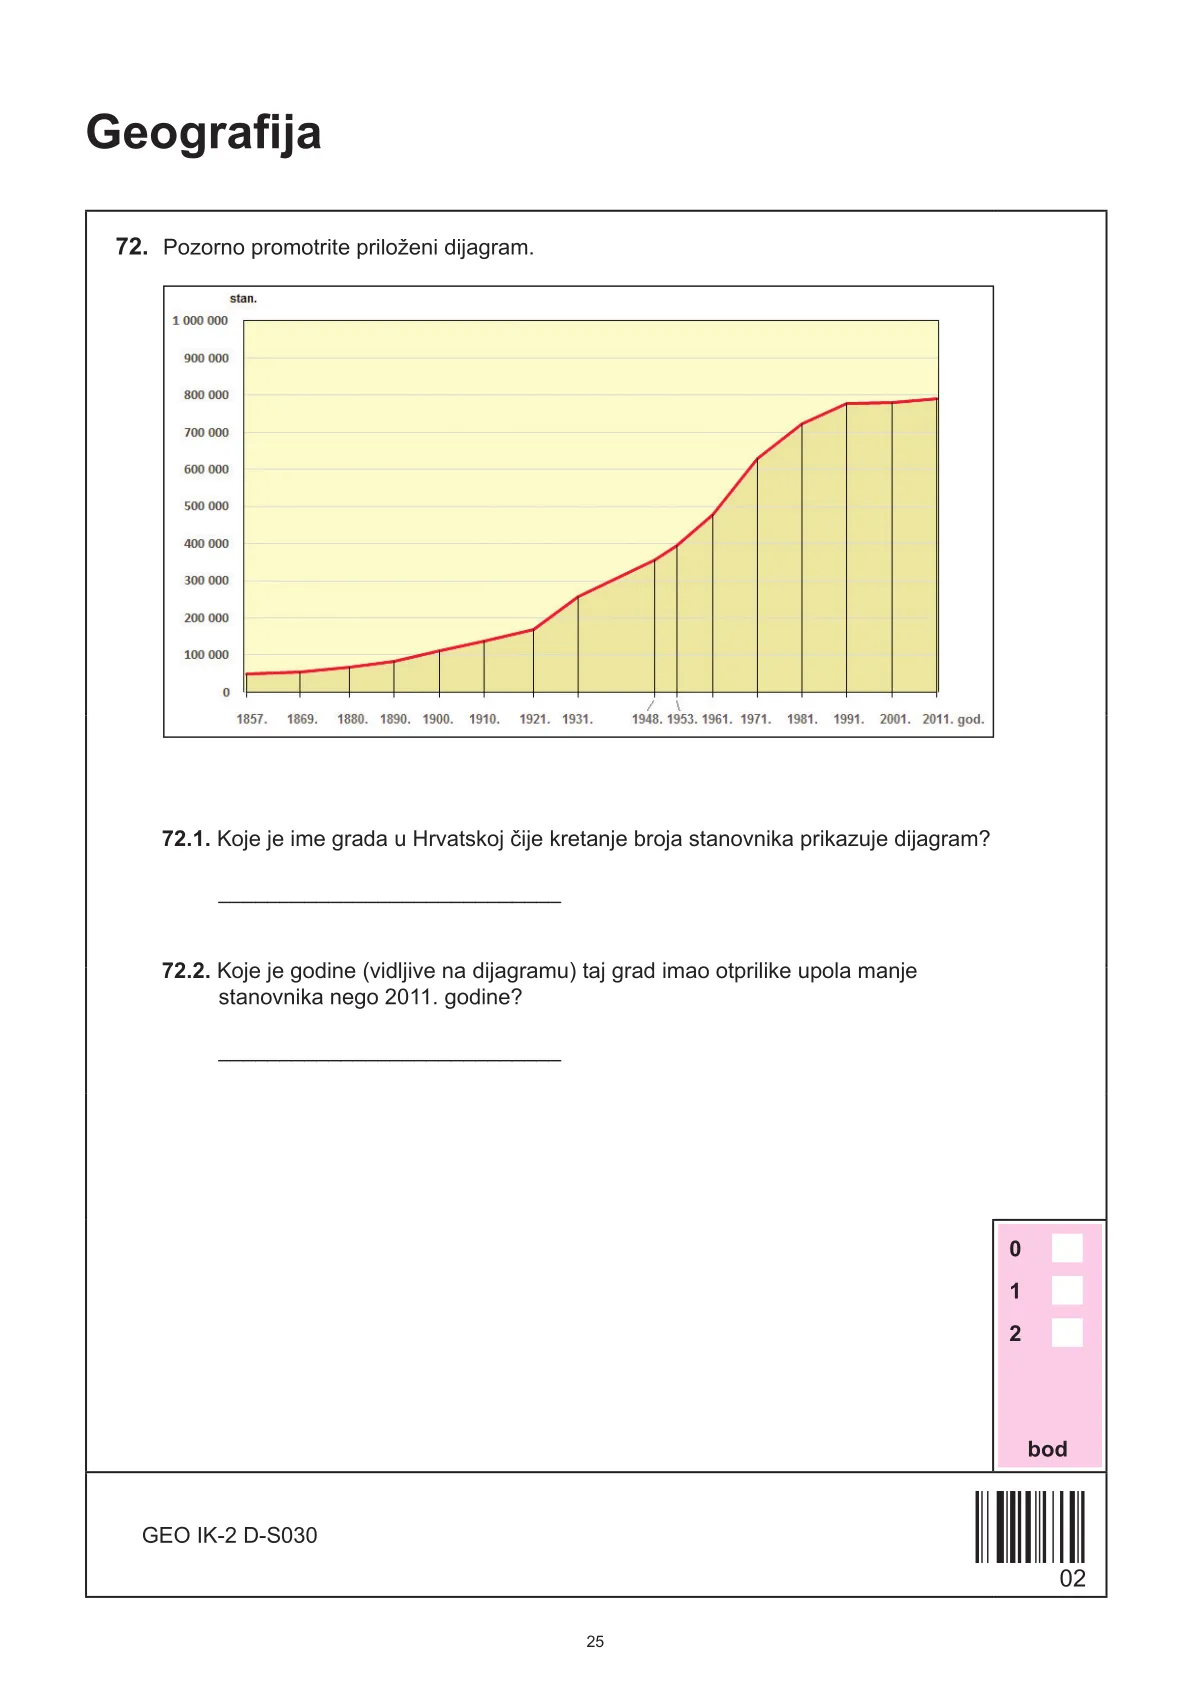 Geografija
72. Pozorno promotrite priloženi dijagram.
stan.
1 000 000
900 000
800 000
700 000
600 000
500 000
400 000
300 000
200 000
100 000
0
1857. 1869. 1880. 1890. 1900. 1910. 1921. 1931. 1948. 1953. 1961. 1971. 1981. 1991. 2001. 2011. god.
72.1. Koje je ime grada u Hrvatskoj čije kretanje broja stanovnika prikazuje dijagram?
____________________________
72.2. Koje je godine (vidljive na dijagramu) taj grad imao otprilike upola manje
stanovnika nego 2011. godine?
____________________________
0
1
2
bod
GEO IK-2 D-S030
02
25